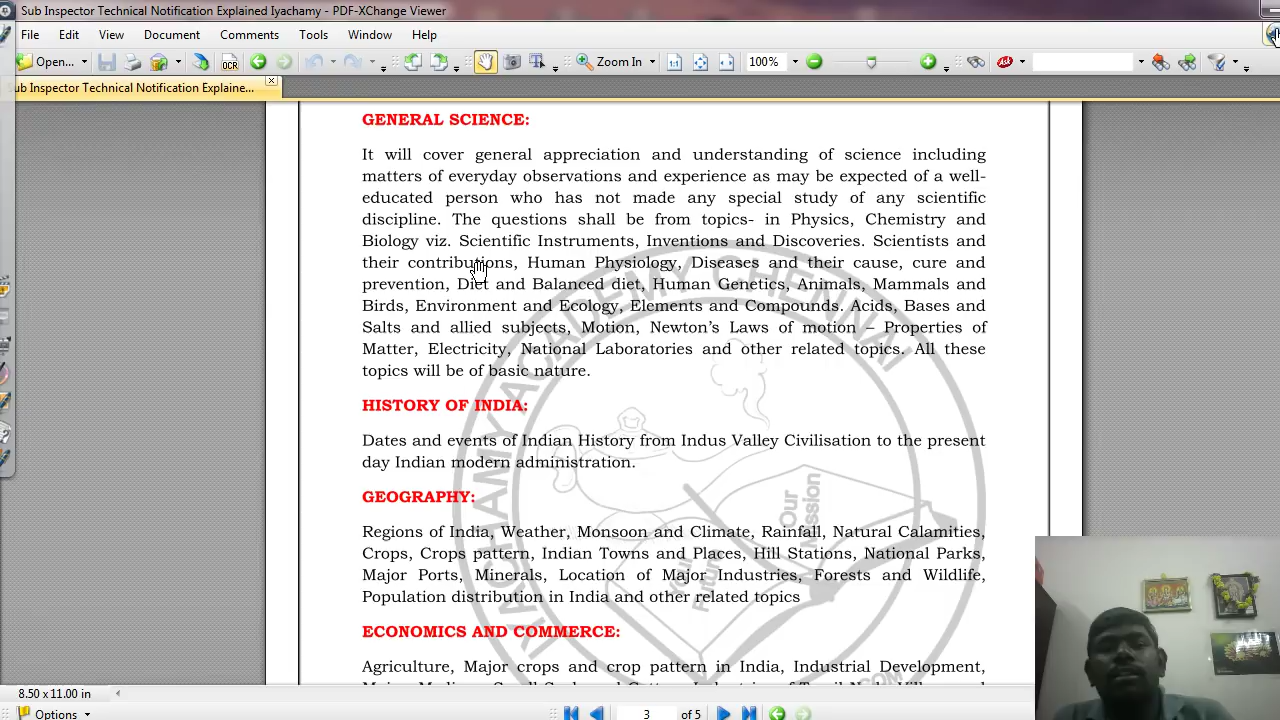 Sub Inspector Technical Notification Explained Iyachamy - PDF-XChange Viewer
File Edit View Document Comments Tools Window Help
Open... OCR Zoom In 100%
Sub Inspector Technical Notification Explaine...
GENERAL SCIENCE:
It will cover general appreciation and understanding of science including
matters of everyday observations and experience as may be expected of a well-
educated person who has not made any special study of any scientific
discipline. The questions shall be from topics- in Physics, Chemistry and
Biology viz. Scientific Instruments, Inventions and Discoveries. Scientists and
their contributions, Human Physiology, Diseases and their cause, cure and
prevention, Diet and Balanced diet, Human Genetics, Animals, Mammals and
Birds, Environment and Ecology, Elements and Compounds. Acids, Bases and
Salts and allied subjects, Motion, Newton's Laws of motion – Properties of
Matter, Electricity, National Laboratories and other related topics. All these
topics will be of basic nature.
HISTORY OF INDIA:
Dates and events of Indian History from Indus Valley Civilisation to the present
day Indian modern administration.
GEOGRAPHY:
Regions of India, Weather, Monsoon and Climate, Rainfall, Natural Calamities,
Crops, Crops pattern, Indian Towns and Places, Hill Stations, National Parks,
Major Ports, Minerals, Location of Major Industries, Forests and Wildlife,
Population distribution in India and other related topics
ECONOMICS AND COMMERCE:
Agriculture, Major crops and crop pattern in India, Industrial Development,
IYACHAMY ACADEMY CHENNAI
Our Mission
Your Future
.COM
8.50 x 11.00 in
Options 3 of 5